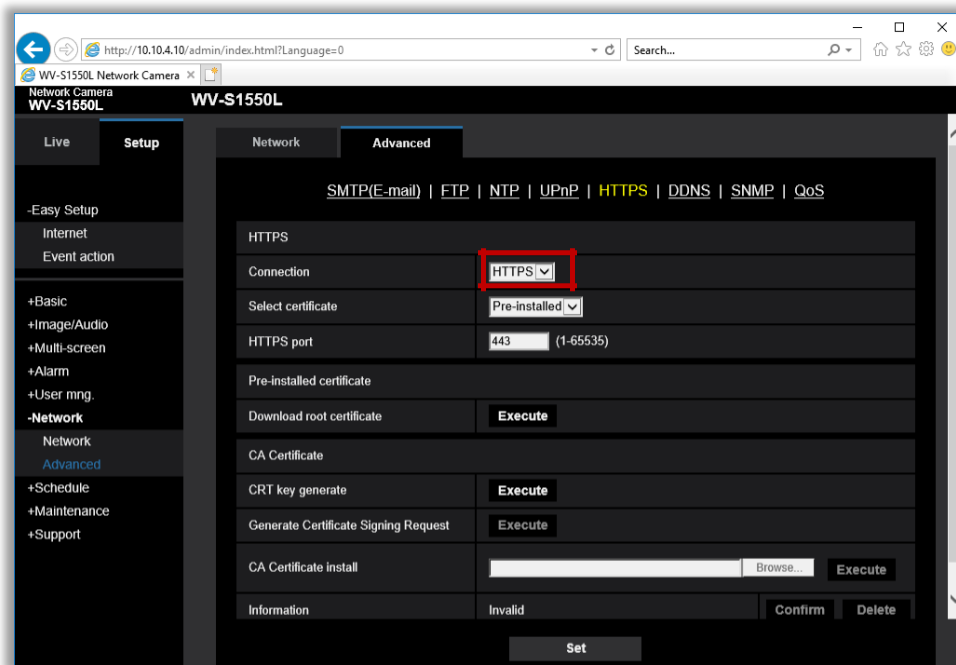 http://10.10.4.10/admin/index.html?Language=0
Search...
WV-S1550L Network Camera
Network Camera
WV-S1550L
WV-S1550L
Live
Setup
Network
Advanced
SMTP(E-mail) | FTP | NTP | UPnP | HTTPS | DDNS | SNMP | QoS
-Easy Setup
Internet
Event action
+Basic
+Image/Audio
+Multi-screen
+Alarm
+User mng.
-Network
Network
Advanced
+Schedule
+Maintenance
+Support
HTTPS
Connection
HTTPS
Select certificate
Pre-installed
HTTPS port
443
(1-65535)
Pre-installed certificate
Download root certificate
Execute
CA Certificate
CRT key generate
Execute
Generate Certificate Signing Request
Execute
CA Certificate install
Browse...
Execute
Information
Invalid
Confirm
Delete
Set